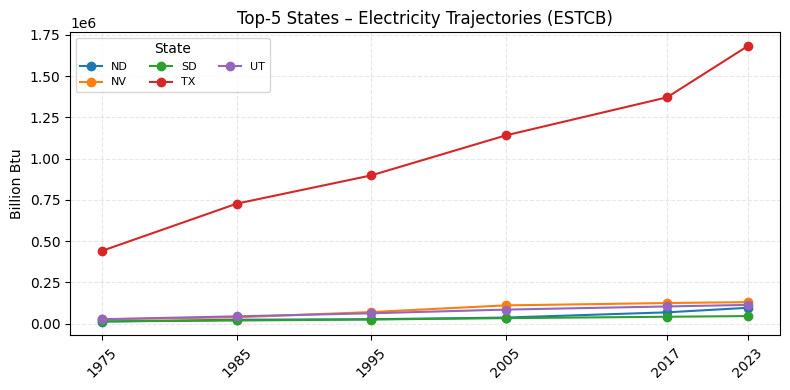 Top-5 States – Electricity Trajectories (ESTCB)
1e6
State
ND SD UT
NV TX
Billion Btu
1.75
1.50
1.25
1.00
0.75
0.50
0.25
0.00
1975 1985 1995 2005 2017 2023